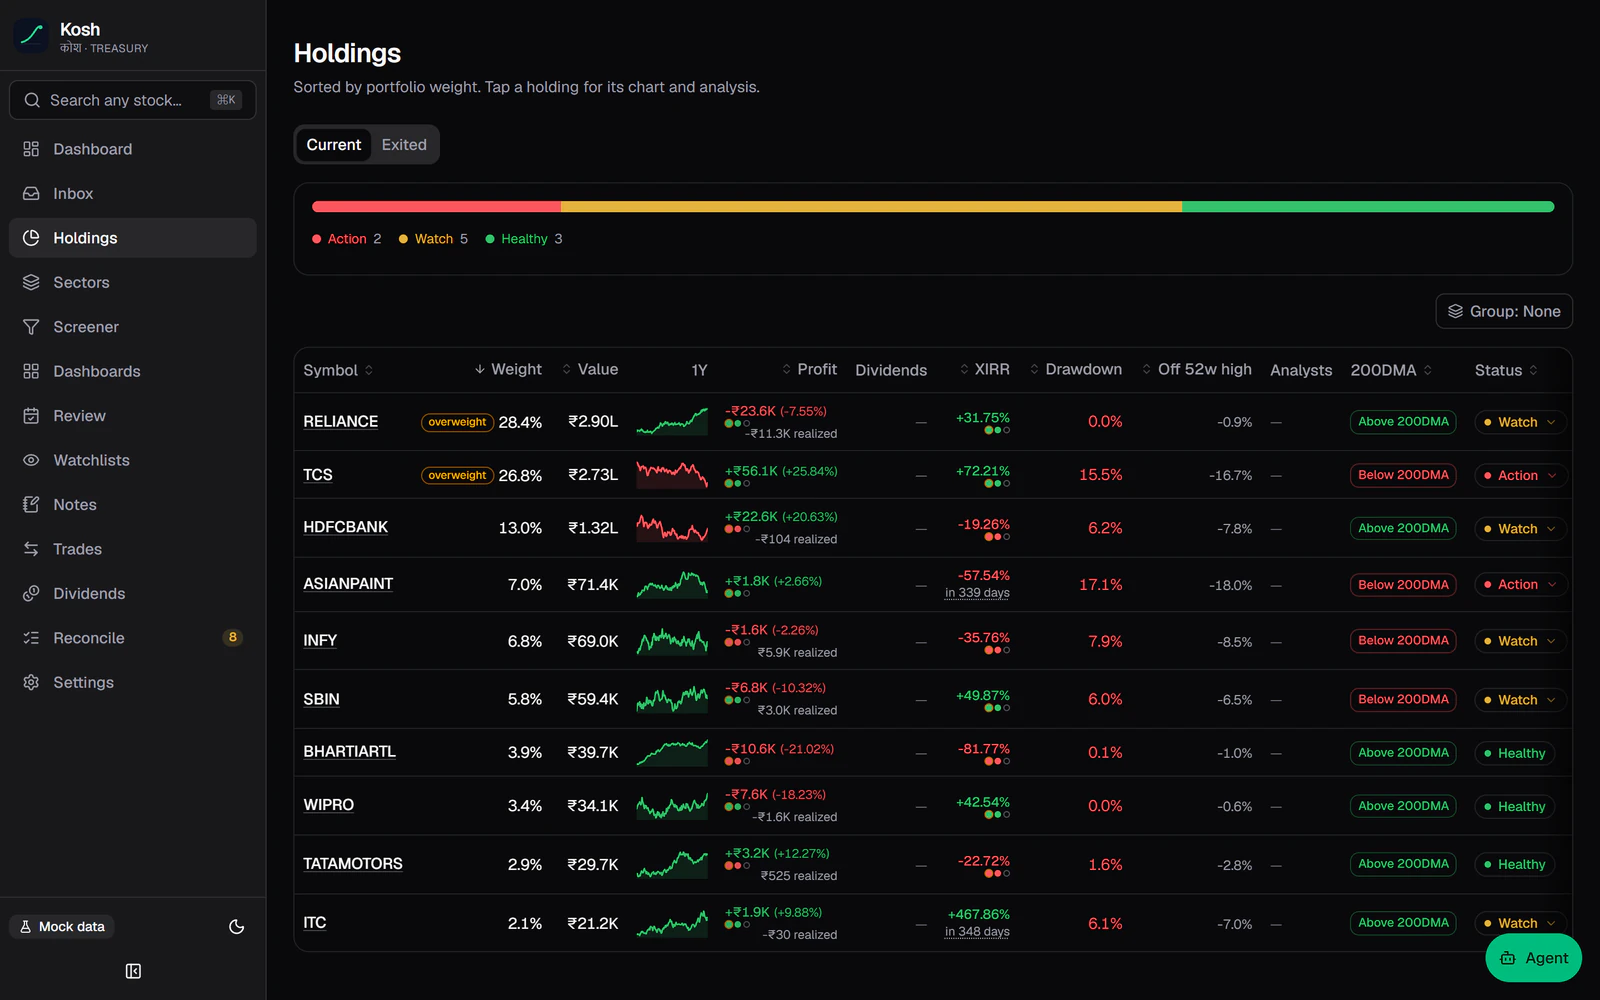 Kosh
कोश · TREASURY
Search any stock...
⌘K
Dashboard
Inbox
Holdings
Sectors
Screener
Dashboards
Review
Watchlists
Notes
Trades
Dividends
Reconcile 8
Settings
Mock data
Holdings
Sorted by portfolio weight. Tap a holding for its chart and analysis.
Current Exited
Action 2 Watch 5 Healthy 3
Group: None
Symbol Weight Value 1Y Profit Dividends XIRR Drawdown Off 52w high Analysts 200DMA Status
RELIANCE overweight 28.4% ₹2.90L -₹23.6K (-7.55%) -₹11.3K realized — +31.75% 0.0% -0.9% — Above 200DMA Watch
TCS overweight 26.8% ₹2.73L +₹56.1K (+25.84%) — +72.21% 15.5% -16.7% — Below 200DMA Action
HDFCBANK 13.0% ₹1.32L +₹22.6K (+20.63%) -₹104 realized — -19.26% 6.2% -7.8% — Above 200DMA Watch
ASIANPAINT 7.0% ₹71.4K +₹1.8K (+2.66%) — -57.54% in 339 days 17.1% -18.0% — Below 200DMA Action
INFY 6.8% ₹69.0K -₹1.6K (-2.26%) ₹5.9K realized — -35.76% 7.9% -8.5% — Below 200DMA Watch
SBIN 5.8% ₹59.4K -₹6.8K (-10.32%) ₹3.0K realized — +49.87% 6.0% -6.5% — Below 200DMA Watch
BHARTIARTL 3.9% ₹39.7K -₹10.6K (-21.02%) — -81.77% 0.1% -1.0% — Above 200DMA Healthy
WIPRO 3.4% ₹34.1K -₹7.6K (-18.23%) -₹1.6K realized — +42.54% 0.0% -0.6% — Above 200DMA Healthy
TATAMOTORS 2.9% ₹29.7K +₹3.2K (+12.27%) ₹525 realized — -22.72% 1.6% -2.8% — Above 200DMA Healthy
ITC 2.1% ₹21.2K +₹1.9K (+9.88%) -₹30 realized — +467.86% in 348 days 6.1% -7.0% — Above 200DMA Watch
Agent